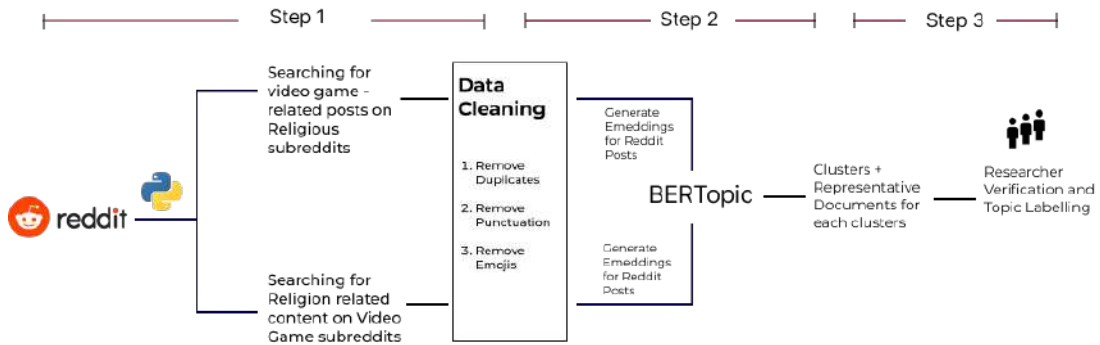 Step 1
Step 2
Step 3
Searching for
video game -
related posts on
Religious
subreddits
Data
Cleaning
1. Remove
Duplicates
2. Remove
Punctuation
3. Remove
Emojis
Generate
Emeddings
for Reddit
Posts
reddit
BERTopic
Clusters +
Representative
Documents for
each clusters
Researcher
Verification and
Topic Labelling
Generate
Emeddings
for Reddit
Posts
Searching for
Religion related
content on Video
Game subreddits